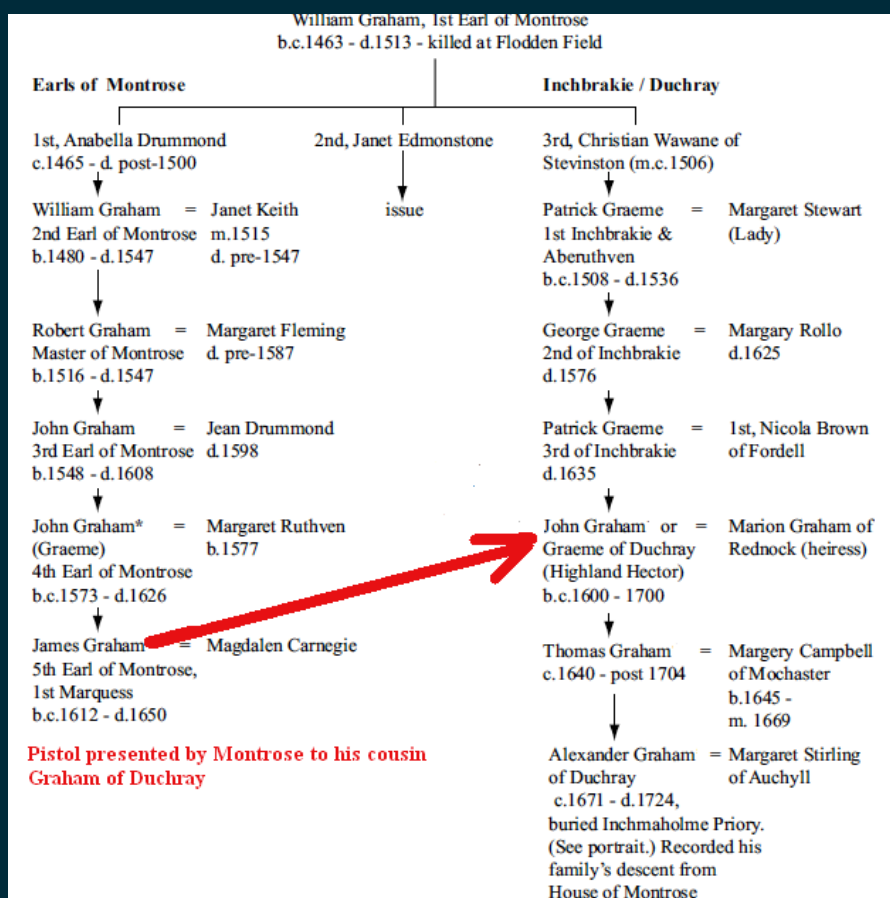 William Graham, 1st Earl of Montrose
b.c.1463 - d.1513 - killed at Flodden Field
Earls of Montrose
Inchbrakie / Duchray
1st, Anabella Drummond
c.1465 - d. post-1500
2nd, Janet Edmonstone
3rd, Christian Wawane of
Stevinston (m.c.1506)
William Graham = Janet Keith
2nd Earl of Montrose m.1515
b.1480 - d.1547 d. pre-1547
issue
Patrick Graeme = Margaret Stewart
1st Inchbrakie & (Lady)
Aberuthven
b.c.1508 - d.1536
Robert Graham = Margaret Fleming
Master of Montrose d. pre-1587
b.1516 - d.1547
George Graeme = Margary Rollo
2nd of Inchbrakie d.1625
d.1576
John Graham = Jean Drummond
3rd Earl of Montrose d.1598
b.1548 - d.1608
Patrick Graeme = 1st, Nicola Brown
3rd of Inchbrakie of Fordell
d.1635
John Graham* = Margaret Ruthven
(Graeme) b.1577
4th Earl of Montrose
b.c.1573 - d.1626
John Graham or = Marion Graham of
Graeme of Duchray Rednock (heiress)
(Highland Hector)
b.c.1600 - 1700
James Graham = Magdalen Carnegie
5th Earl of Montrose,
1st Marquess
b.c.1612 - d.1650
Thomas Graham = Margery Campbell
c.1640 - post 1704 of Mochaster
b.1645 -
m. 1669
Pistol presented by Montrose to his cousin
Graham of Duchray
Alexander Graham = Margaret Stirling
of Duchray of Auchyll
c.1671 - d.1724,
buried Inchmaholme Priory.
(See portrait.) Recorded his
family's descent from
House of Montrose